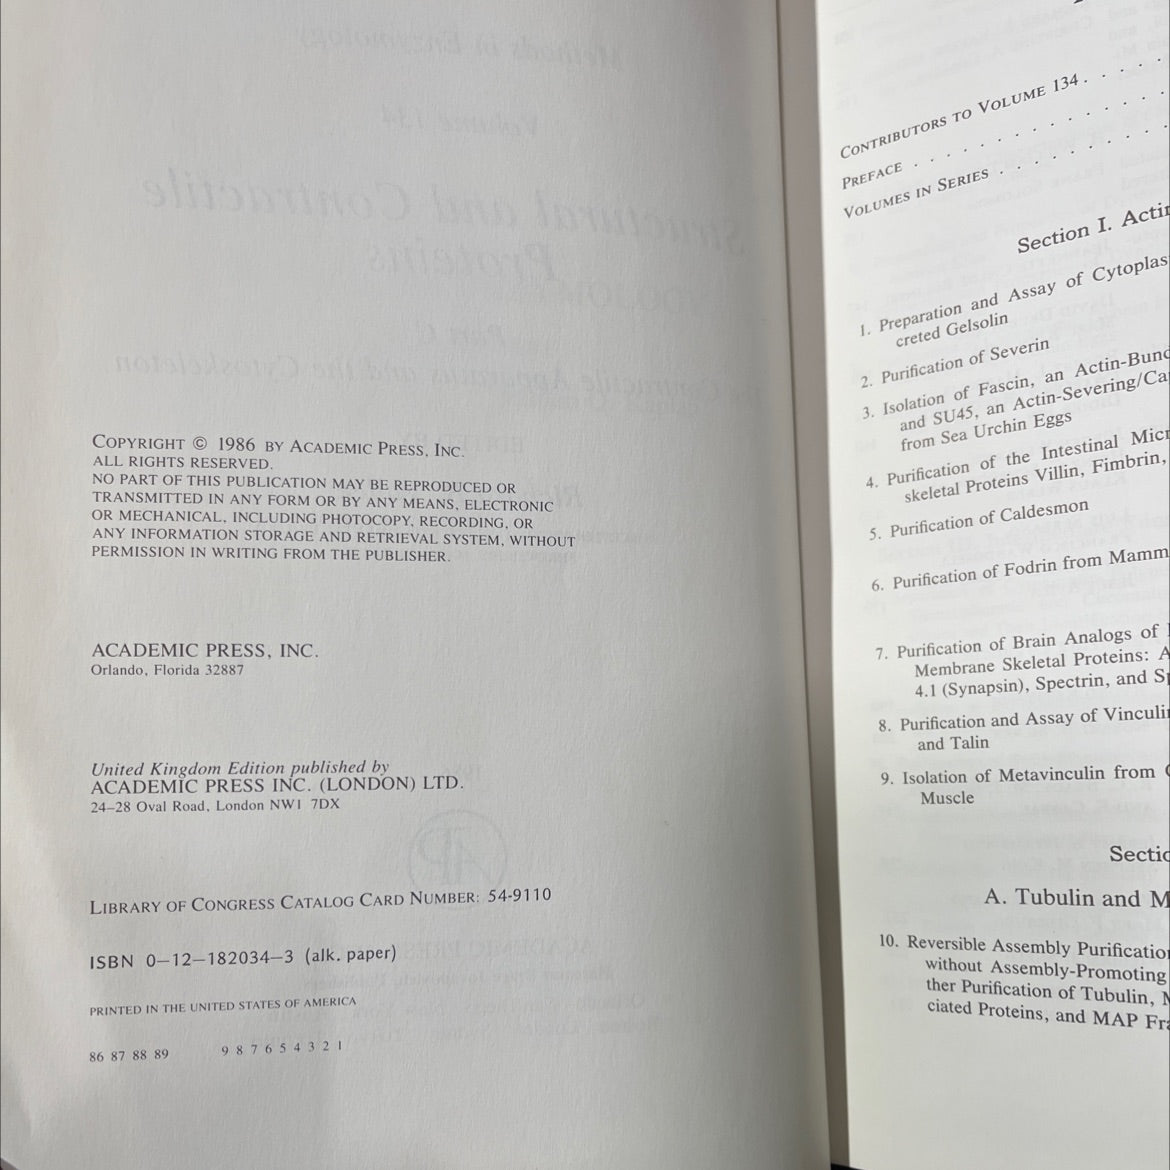 COPYRIGHT © 1986 BY ACADEMIC PRESS, INC.
ALL RIGHTS RESERVED.
NO PART OF THIS PUBLICATION MAY BE REPRODUCED OR
TRANSMITTED IN ANY FORM OR BY ANY MEANS, ELECTRONIC
OR MECHANICAL, INCLUDING PHOTOCOPY, RECORDING, OR
ANY INFORMATION STORAGE AND RETRIEVAL SYSTEM, WITHOUT
PERMISSION IN WRITING FROM THE PUBLISHER.
ACADEMIC PRESS, INC.
Orlando, Florida 32887
United Kingdom Edition published by
ACADEMIC PRESS INC. (LONDON) LTD.
24–28 Oval Road, London NW1 7DX
LIBRARY OF CONGRESS CATALOG CARD NUMBER: 54-9110
ISBN 0–12–182034–3 (alk. paper)
PRINTED IN THE UNITED STATES OF AMERICA
86 87 88 89 9 8 7 6 5 4 3 2 1
CONTRIBUTORS TO VOLUME 134 . . . . .
PREFACE . . . . . . . . . . .
VOLUMES IN SERIES . . . . . . . . .
Section I. Actin
1. Preparation and Assay of Cytoplas
creted Gelsolin
2. Purification of Severin
3. Isolation of Fascin, an Actin-Bund
and SU45, an Actin-Severing/Ca
from Sea Urchin Eggs
4. Purification of the Intestinal Micr
skeletal Proteins Villin, Fimbrin,
5. Purification of Caldesmon
6. Purification of Fodrin from Mamm
7. Purification of Brain Analogs of
Membrane Skeletal Proteins: A
4.1 (Synapsin), Spectrin, and Sp
8. Purification and Assay of Vinculin
and Talin
9. Isolation of Metavinculin from
Muscle
Sectio
A. Tubulin and M
10. Reversible Assembly Purification
without Assembly-Promoting
ther Purification of Tubulin, M
ciated Proteins, and MAP Fra